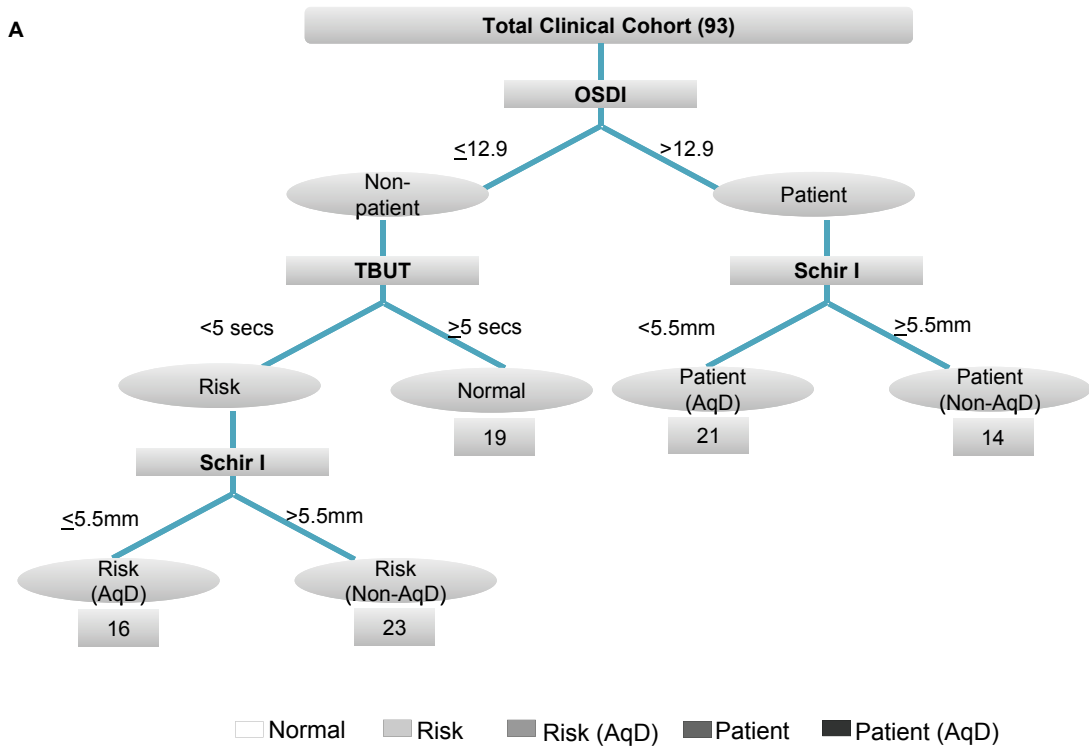 A
Total Clinical Cohort (93)
OSDI
≤12.9
>12.9
Non-
patient
Patient
TBUT
Schir I
<5 secs
≥5 secs
<5.5mm
≥5.5mm
Risk
Normal
Patient
(AqD)
Patient
(Non-AqD)
19
21
14
Schir I
≤5.5mm
>5.5mm
Risk
(AqD)
Risk
(Non-AqD)
16
23
Normal Risk Risk (AqD) Patient Patient (AqD)